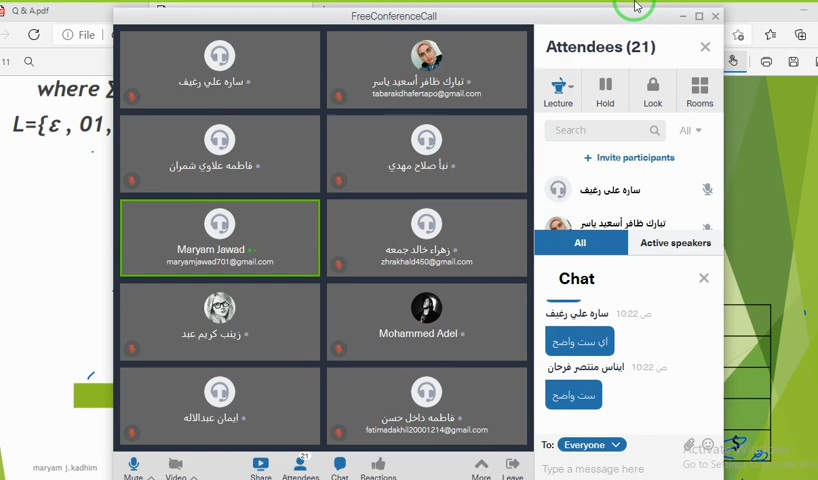 Q & A.pdf
FreeConferenceCall
File
11
where
L={ε , 01,
ساره علي رغيف
تبارك ظافر أسعيد ياسر
tabarakdhafertapo@gmail.com
فاطمه علاوي شمران
نبأ صلاح مهدي
Maryam Jawad
maryamjawad701@gmail.com
زهراء خالد جمعه
zhrakhald450@gmail.com
زينب كريم عبد
Mohammed Adel
ايمان عبدالاله
فاطمه داخل حسن
fatimadakhil20001214@gmail.com
Mute
Video
Share
21
Attendees
Chat
Reactions
More
Leave
Attendees (21)
Lecture
Hold
Lock
Rooms
Search
All
+ Invite participants
ساره علي رغيف
تبارك ظافر أسعيد ياسر
All
Active speakers
Chat
ساره علي رغيف
10:22 ص
اي ست واضح
ايناس منتصر فرحان
10:22 ص
ست واضح
To: Everyone
Type a message here
maryam j.kadhim